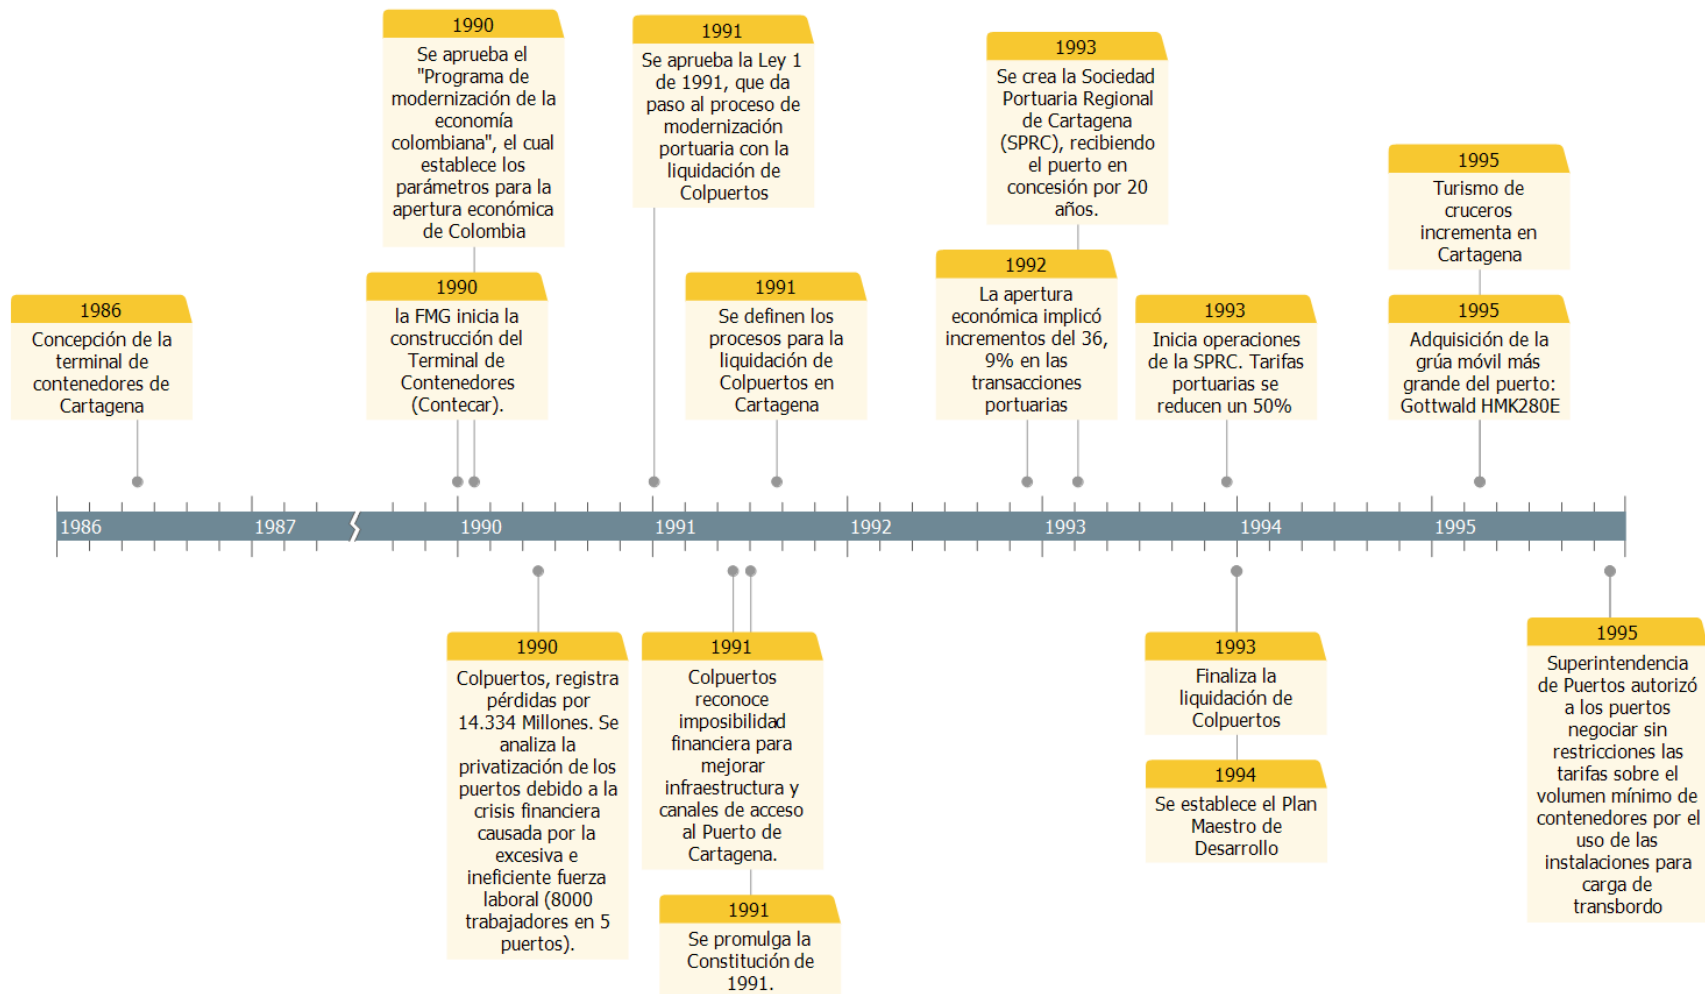 1990
Se aprueba el
"Programa de
modernización de la
economía
colombiana", el cual
establece los
parámetros para la
apertura económica
de Colombia
1991
Se aprueba la Ley 1
de 1991, que da
paso al proceso de
modernización
portuaria con la
liquidación de
Colpuertos
1993
Se crea la Sociedad
Portuaria Regional
de Cartagena
(SPRC), recibiendo
el puerto en
concesión por 20
años.
1995
Turismo de
cruceros
incrementa en
Cartagena
1986
Concepción de la
terminal de
contenedores de
Cartagena
1990
la FMG inicia la
construcción del
Terminal de
Contenedores
(Contecar).
1991
Se definen los
procesos para la
liquidación de
Colpuertos en
Cartagena
1992
La apertura
económica implicó
incrementos del 36,
9% en las
transacciones
portuarias
1993
Inicia operaciones
de la SPRC. Tarifas
portuarias se
reducen un 50%
1995
Adquisición de la
grúa móvil más
grande del puerto:
Gottwald HMK280E
1986 1987 1990 1991 1992 1993 1994 1995
1990
Colpuertos, registra
pérdidas por
14.334 Millones. Se
analiza la
privatización de los
puertos debido a la
crisis financiera
causada por la
excesiva e
ineficiente fuerza
laboral (8000
trabajadores en 5
puertos).
1991
Colpuertos
reconoce
imposibilidad
financiera para
mejorar
infraestructura y
canales de acceso
al Puerto de
Cartagena.
1991
Se promulga la
Constitución de
1991.
1993
Finaliza la
liquidación de
Colpuertos
1994
Se establece el Plan
Maestro de
Desarrollo
1995
Superintendencia
de Puertos autorizó
a los puertos
negociar sin
restricciones las
tarifas sobre el
volumen mínimo de
contenedores por el
uso de las
instalaciones para
carga de
transbordo